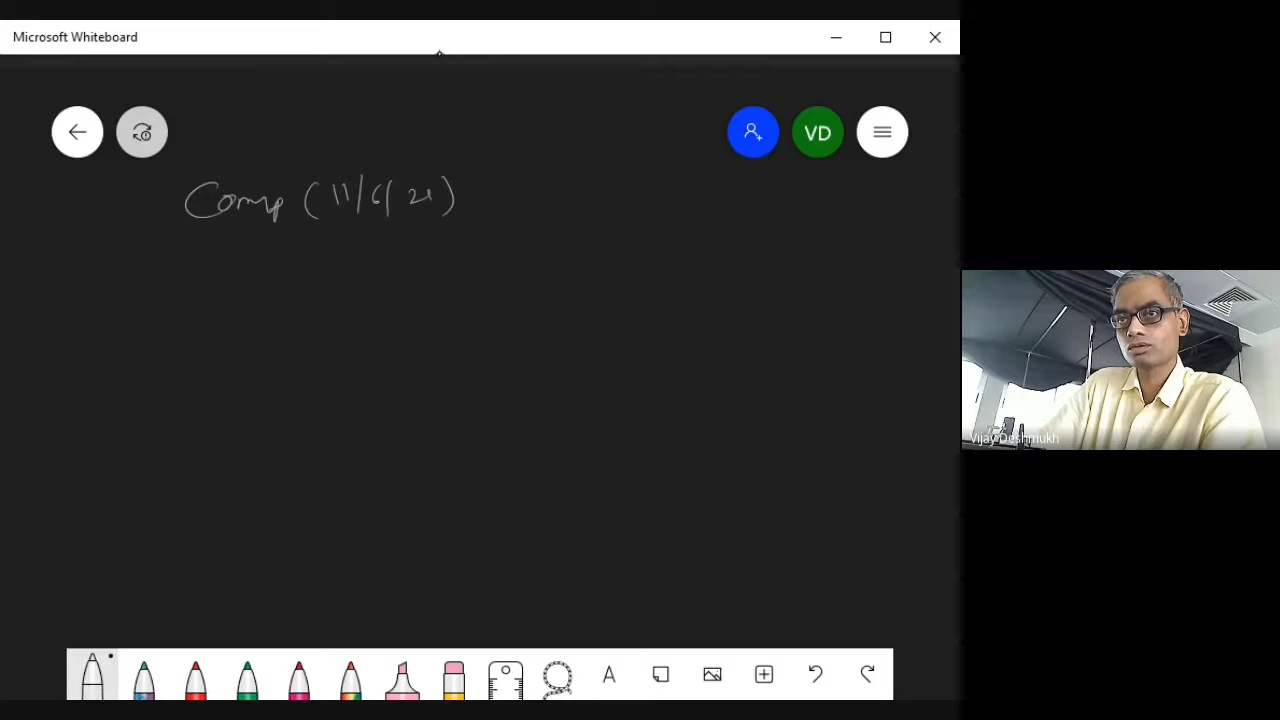 Microsoft Whiteboard
VD
Comp (11/6/21)
Vijay Deshmukh
A